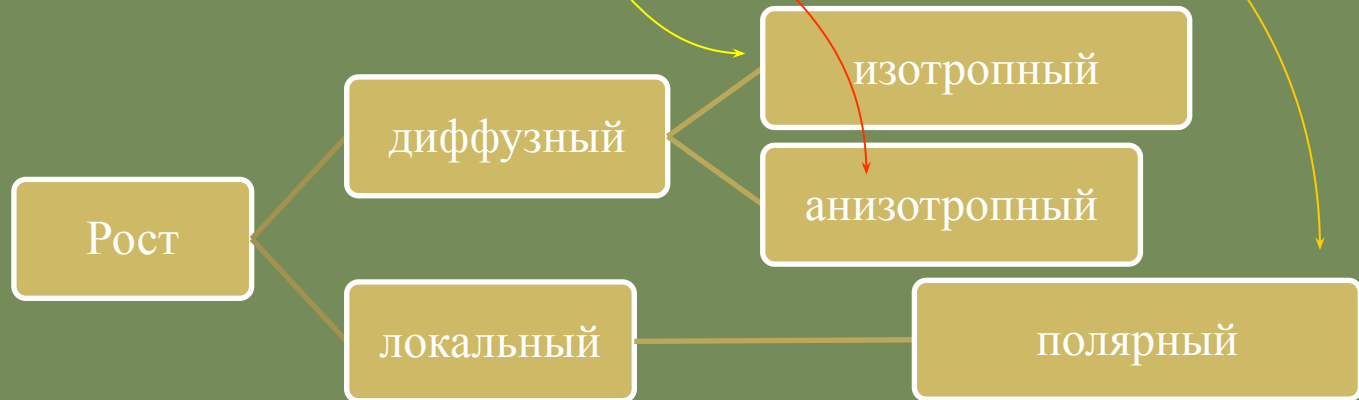 изотропный
диффузный
анизотропный
Рост
локальный
полярный